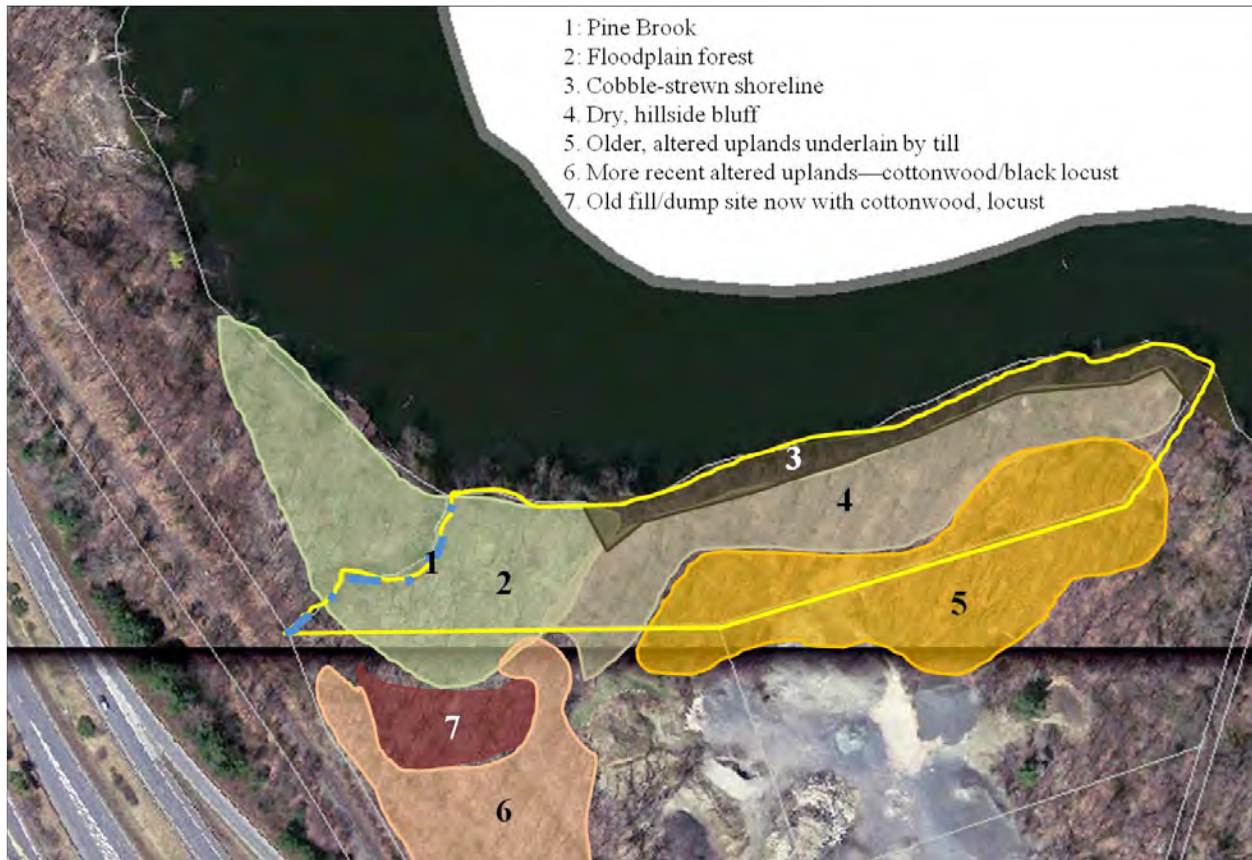 1: Pine Brook
2: Floodplain forest
3. Cobble-strewn shoreline
4. Dry, hillside bluff
5. Older, altered uplands underlain by till
6. More recent altered uplands—cottonwood/black locust
7. Old fill/dump site now with cottonwood, locust
3
4
1
2
5
7
6